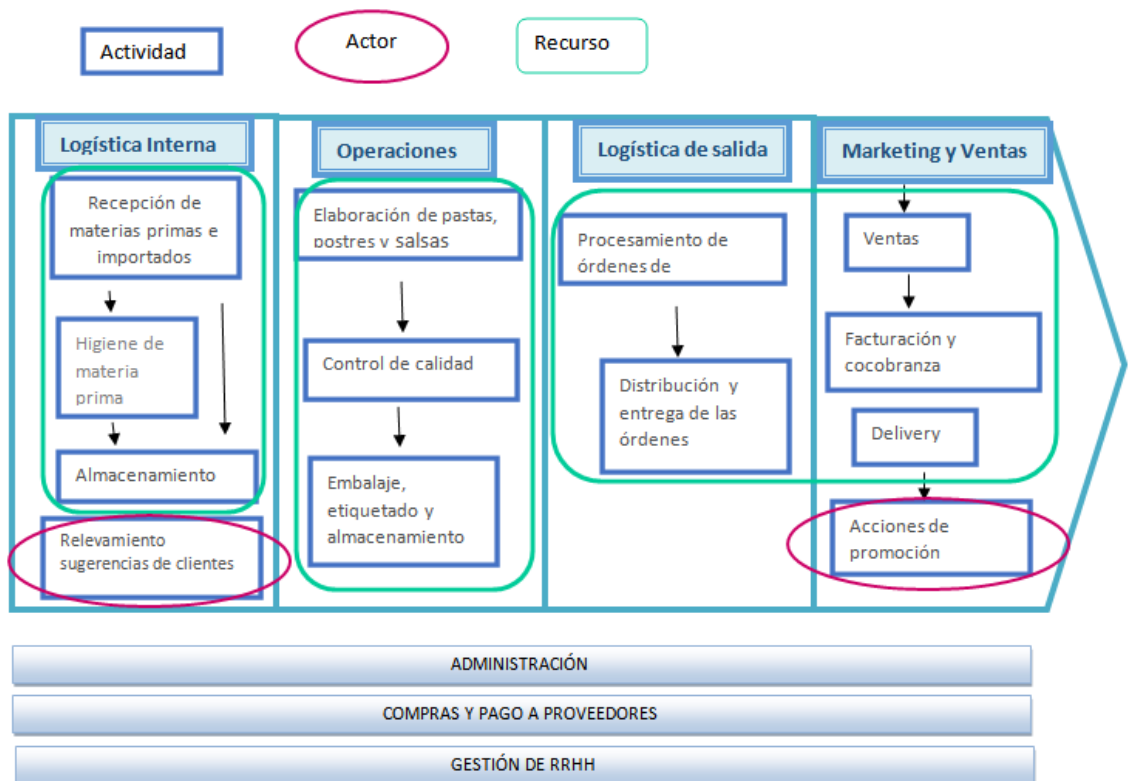 Actividad
Actor
Recurso
Logística Interna
Recepción de
materias primas e
importados
Higiene de
materia
prima
Almacenamiento
Relevamiento
sugerencias de clientes
Operaciones
Elaboración de pastas,
postres y salsas
Control de calidad
Embalaje,
etiquetado y
almacenamiento
Logística de salida
Procesamiento de
órdenes de
Distribución y
entrega de las
órdenes
Marketing y Ventas
Ventas
Facturación y
cocobranza
Delivery
Acciones de
promoción
ADMINISTRACIÓN
COMPRAS Y PAGO A PROVEEDORES
GESTIÓN DE RRHH